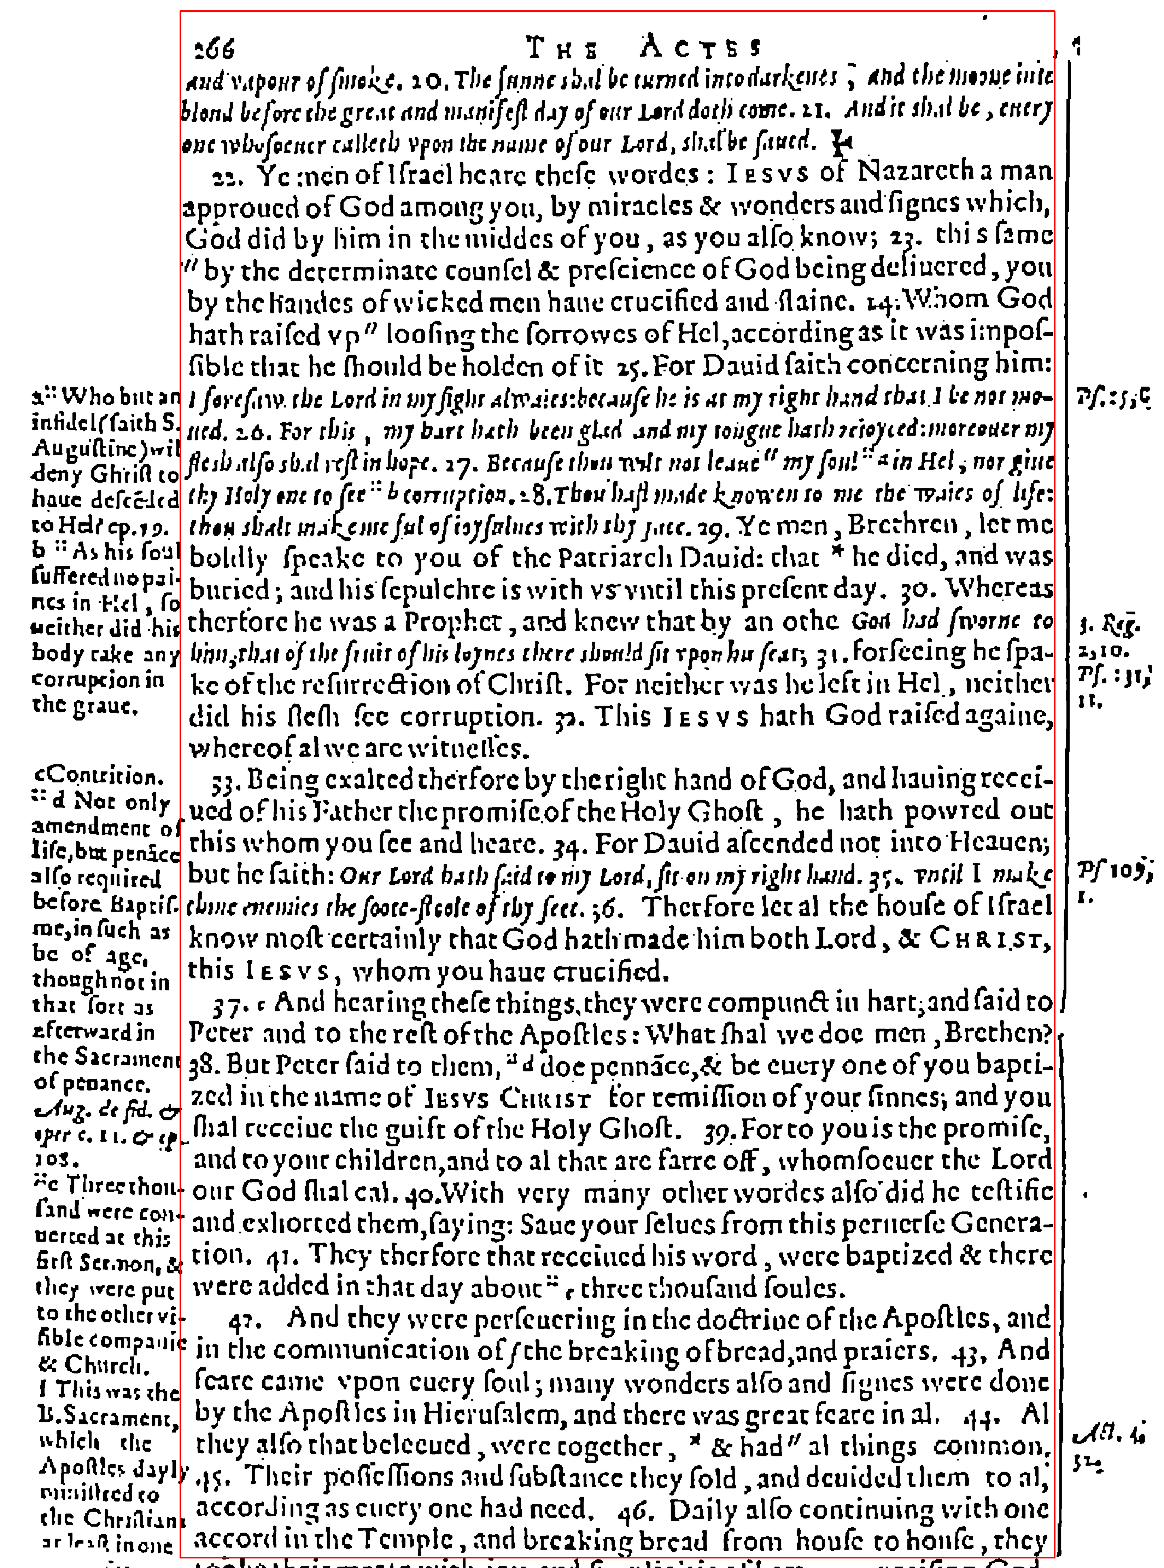 266 THE ACTES
and vapour of ſmoke. 20. The ſunne shal be turned into darkenes, and the moone into
bloud before the great and manifeſt day of our Lord doth come. 21. And it shal be, euery
one whoſoeuer calleth vpon the name of our Lord, shal be ſaued.
22. Ye men of Iſrael heare theſe wordes: IESVS of Nazareth a man
approued of God among you, by miracles & wonders and ſignes which,
God did by him in the middes of you, as you alſo know; 23. this ſame
" by the determinate counſel & preſcience of God being deliuered, you
by the handes of wicked men haue crucified and ſlaine. 24. Whom God
hath raiſed vp " looſing the ſorrowes of Hel, according as it was impoſ-
ſible that he ſhould be holden of it 25. For Dauid ſaith concerning him:
I foreſaw the Lord in my ſight alwaies: becauſe he is at my right hand that I be not mo-
ued. 26. For this, my hart hath been glad and my tongue hath reioyced: moreouer my
flesh alſo shal reſt in hope. 27. Becauſe thou wilt not leaue " my ſoul :: a in Hel, nor giue
thy Holy one to ſee :: b corruption. 28. Thou haſt made knowen to me the waies of life:
thou shalt make me ful of ioyfulnes with thy face. 29. Ye men, Brethren, let me
boldly ſpeake to you of the Patriarch Dauid: that * he died, and was
buried; and his ſepulchre is with vs vntil this preſent day. 30. Whereas
therfore he was a Prophet, and knew that by an othe God had ſworne to
him, that of the fruit of his loynes there should ſit vpon his ſeat; 31. forſeeing he ſpa-
ke of the reſurrection of Chriſt. For neither was he left in Hel, neither
did his fleſh ſee corruption. 32. This IESVS hath God raiſed againe,
whereof al we are witneſſes.
33. Being exalted therfore by the right hand of God, and hauing recei-
ued of his Father the promiſe of the Holy Ghoſt, he hath powred out
this whom you ſee and heare. 34. For Dauid aſcended not into Heauen;
but he ſaith: Our Lord hath ſaid to my Lord, ſit on my right hand. 35. vntil I make
thine enemies the foote-ſtoole of thy feet. 36. Therfore let al the houſe of Iſrael
know moſt certainly that God hath made him both Lord, & CHRIST,
this IESVS, whom you haue crucified.
37. c And hearing theſe things, they were compunct in hart; and ſaid to
Peter and to the reſt of the Apoſtles: What ſhal we doe men, Brethen?
38. But Peter ſaid to them, " d doe pennāce, & be euery one of you bapti-
zed in the name of IESVS CHRIST for remiſſion of your ſinnes; and you
ſhal receiue the guift of the Holy Ghoſt. 39. For to you is the promiſe,
and to your children, and to al that are farre off, whomſoeuer the Lord
our God ſhal cal. 40. With very many other wordes alſo did he teſtifie
and exhorted them, ſaying: Saue your ſelues from this peruerſe Genera-
tion. 41. They therfore that receiued his word, were baptized & there
were added in that day about :: e three thouſand ſoules.
42. And they were perſeuering in the doctrine of the Apoſtles, and
in the communication of f the breaking of bread, and praiers. 43. And
feare came vpon euery ſoul; many wonders alſo and ſignes were done
by the Apoſtles in Hieruſalem, and there was great feare in al. 44. Al
they alſo that beleeued, were together, * & had " al things common.
45. Their poſſeſſions and ſubſtance they ſold, and deuided them to al,
according as euery one had need. 46. Daily alſo continuing with one
accord in the Temple, and breaking bread from houſe to houſe, they
a :: Who but an
infidel (ſaith S.
Auguſtine) wil
deny Chriſt to
haue deſcēded
to Hel? ep. 99.
b :: As his ſoul
ſuffered no pai-
nes in Hel, ſo
neither did his
body take any
corruption in
the graue.
c Contrition.
:: d Not only
amendment of
life, but penāce
alſo required
before Baptiſ-
me, in ſuch as
be of age,
though not in
that ſort as
afterward in
the Sacrament
of penance.
Aug. de fid. &
oper c. 11. & ep.
108.
:: e Three thou-
ſand were con-
uerted at this
firſt Sermon, &
they were put
to the other vi-
ſible companie
& Church.
f This was the
B. Sacrament,
which the
Apoſtles dayly
miniſtred to
the Chriſtians
at leaſt in one
Pſ. 15, 8
3. Reg.
2, 10.
Pſ. 131,
11.
Pſ 109,
1.
Act. 4,
32.